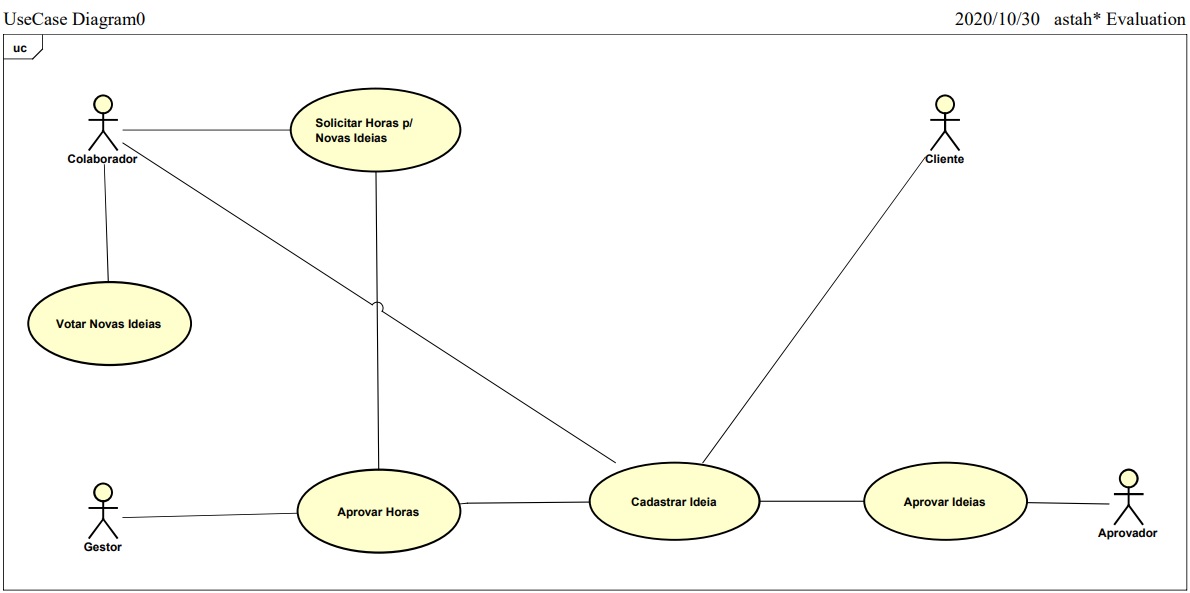 UseCase Diagram0
2020/10/30 astah* Evaluation
uc
Solicitar Horas p/
Novas Ideias
Colaborador
Cliente
Votar Novas Ideias
Aprovar Horas
Cadastrar Ideia
Aprovar Ideias
Gestor
Aprovador